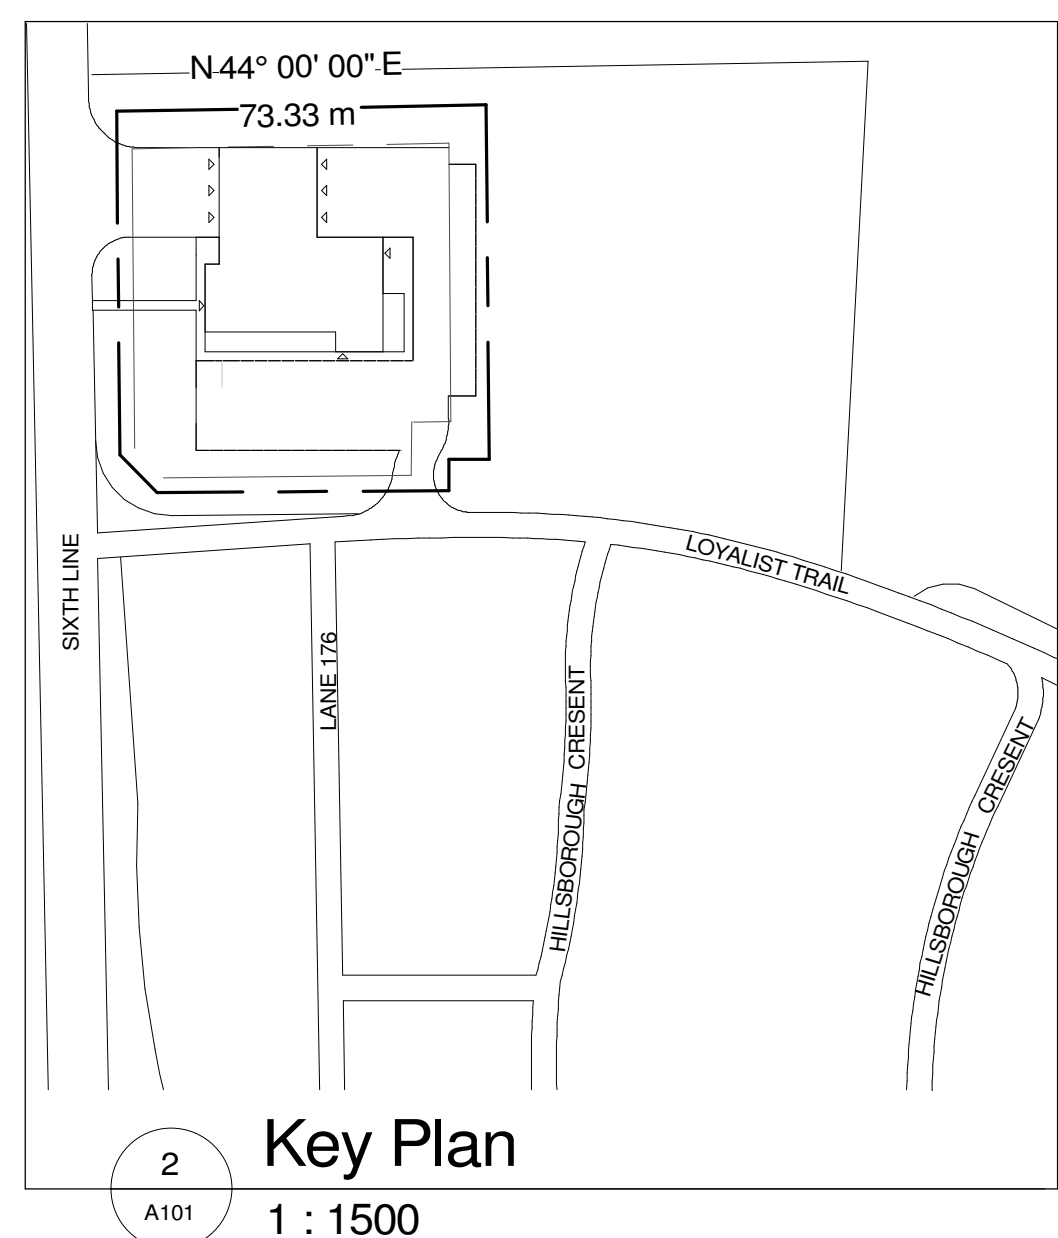 N 44° 00' 00" E
73.33 m
SIXTH LINE
LOYALIST TRAIL
LANE 176
HILLSBOROUGH CRESENT
HILLSBOROUGH CRESENT
2
A101
Key Plan
1 : 1500